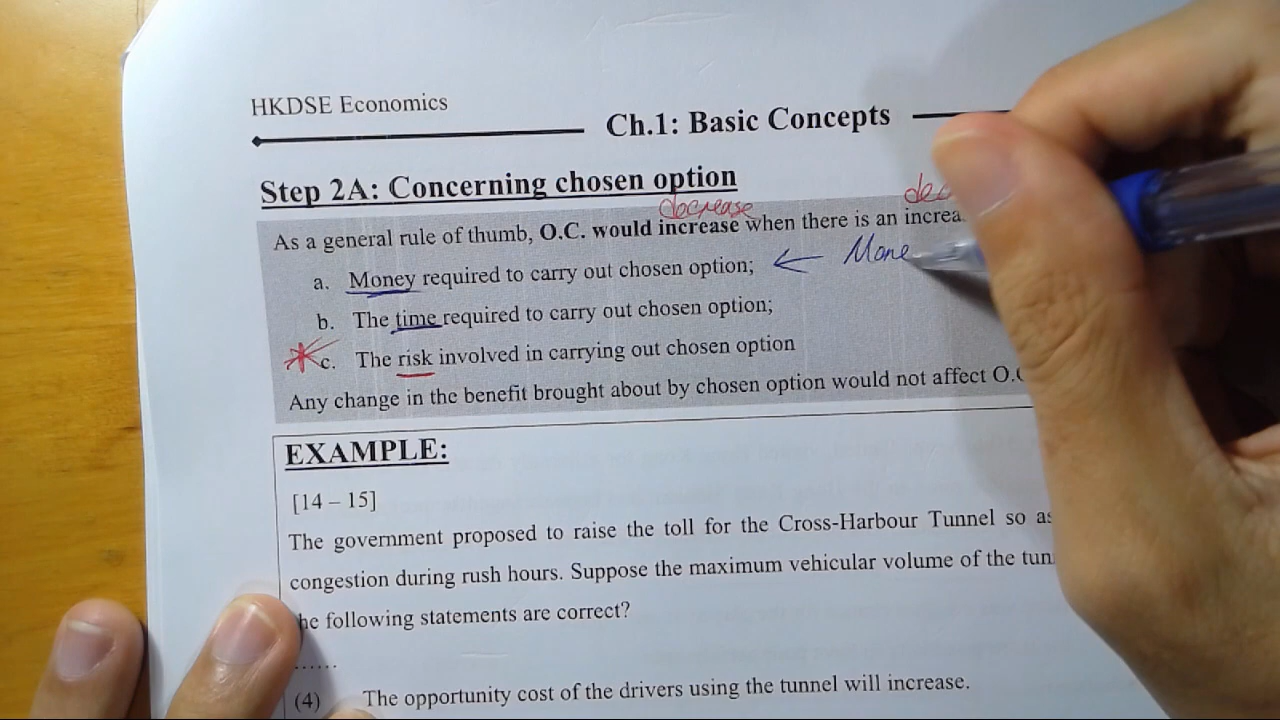 HKDSE Economics
Ch.1: Basic Concepts
Step 2A: Concerning chosen option
decrease dec
As a general rule of thumb, O.C. would increase when there is an increa
a. Money required to carry out chosen option; ← Mone
b. The time required to carry out chosen option;
c. The risk involved in carrying out chosen option
Any change in the benefit brought about by chosen option would not affect O.C
EXAMPLE:
[14 – 15]
The government proposed to raise the toll for the Cross-Harbour Tunnel so as
congestion during rush hours. Suppose the maximum vehicular volume of the tun
he following statements are correct?
......
(4) The opportunity cost of the drivers using the tunnel will increase.